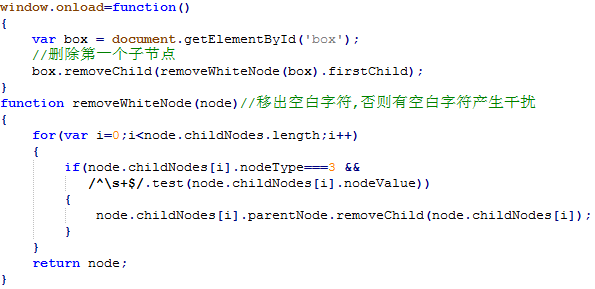 window.onload=function()
{
    var box = document.getElementById('box');
    //删除第一个子节点
    box.removeChild(removeWhiteNode(box).firstChild);
}
function removeWhiteNode(node)//移出空白字符,否则有空白字符产生干扰
{
    for(var i=0;i<node.childNodes.length;i++)
    {
        if(node.childNodes[i].nodeType===3 &&
           /^\s+$/.test(node.childNodes[i].nodeValue))
        {
            node.childNodes[i].parentNode.removeChild(node.childNodes[i]);
        }
    }
    return node;
}